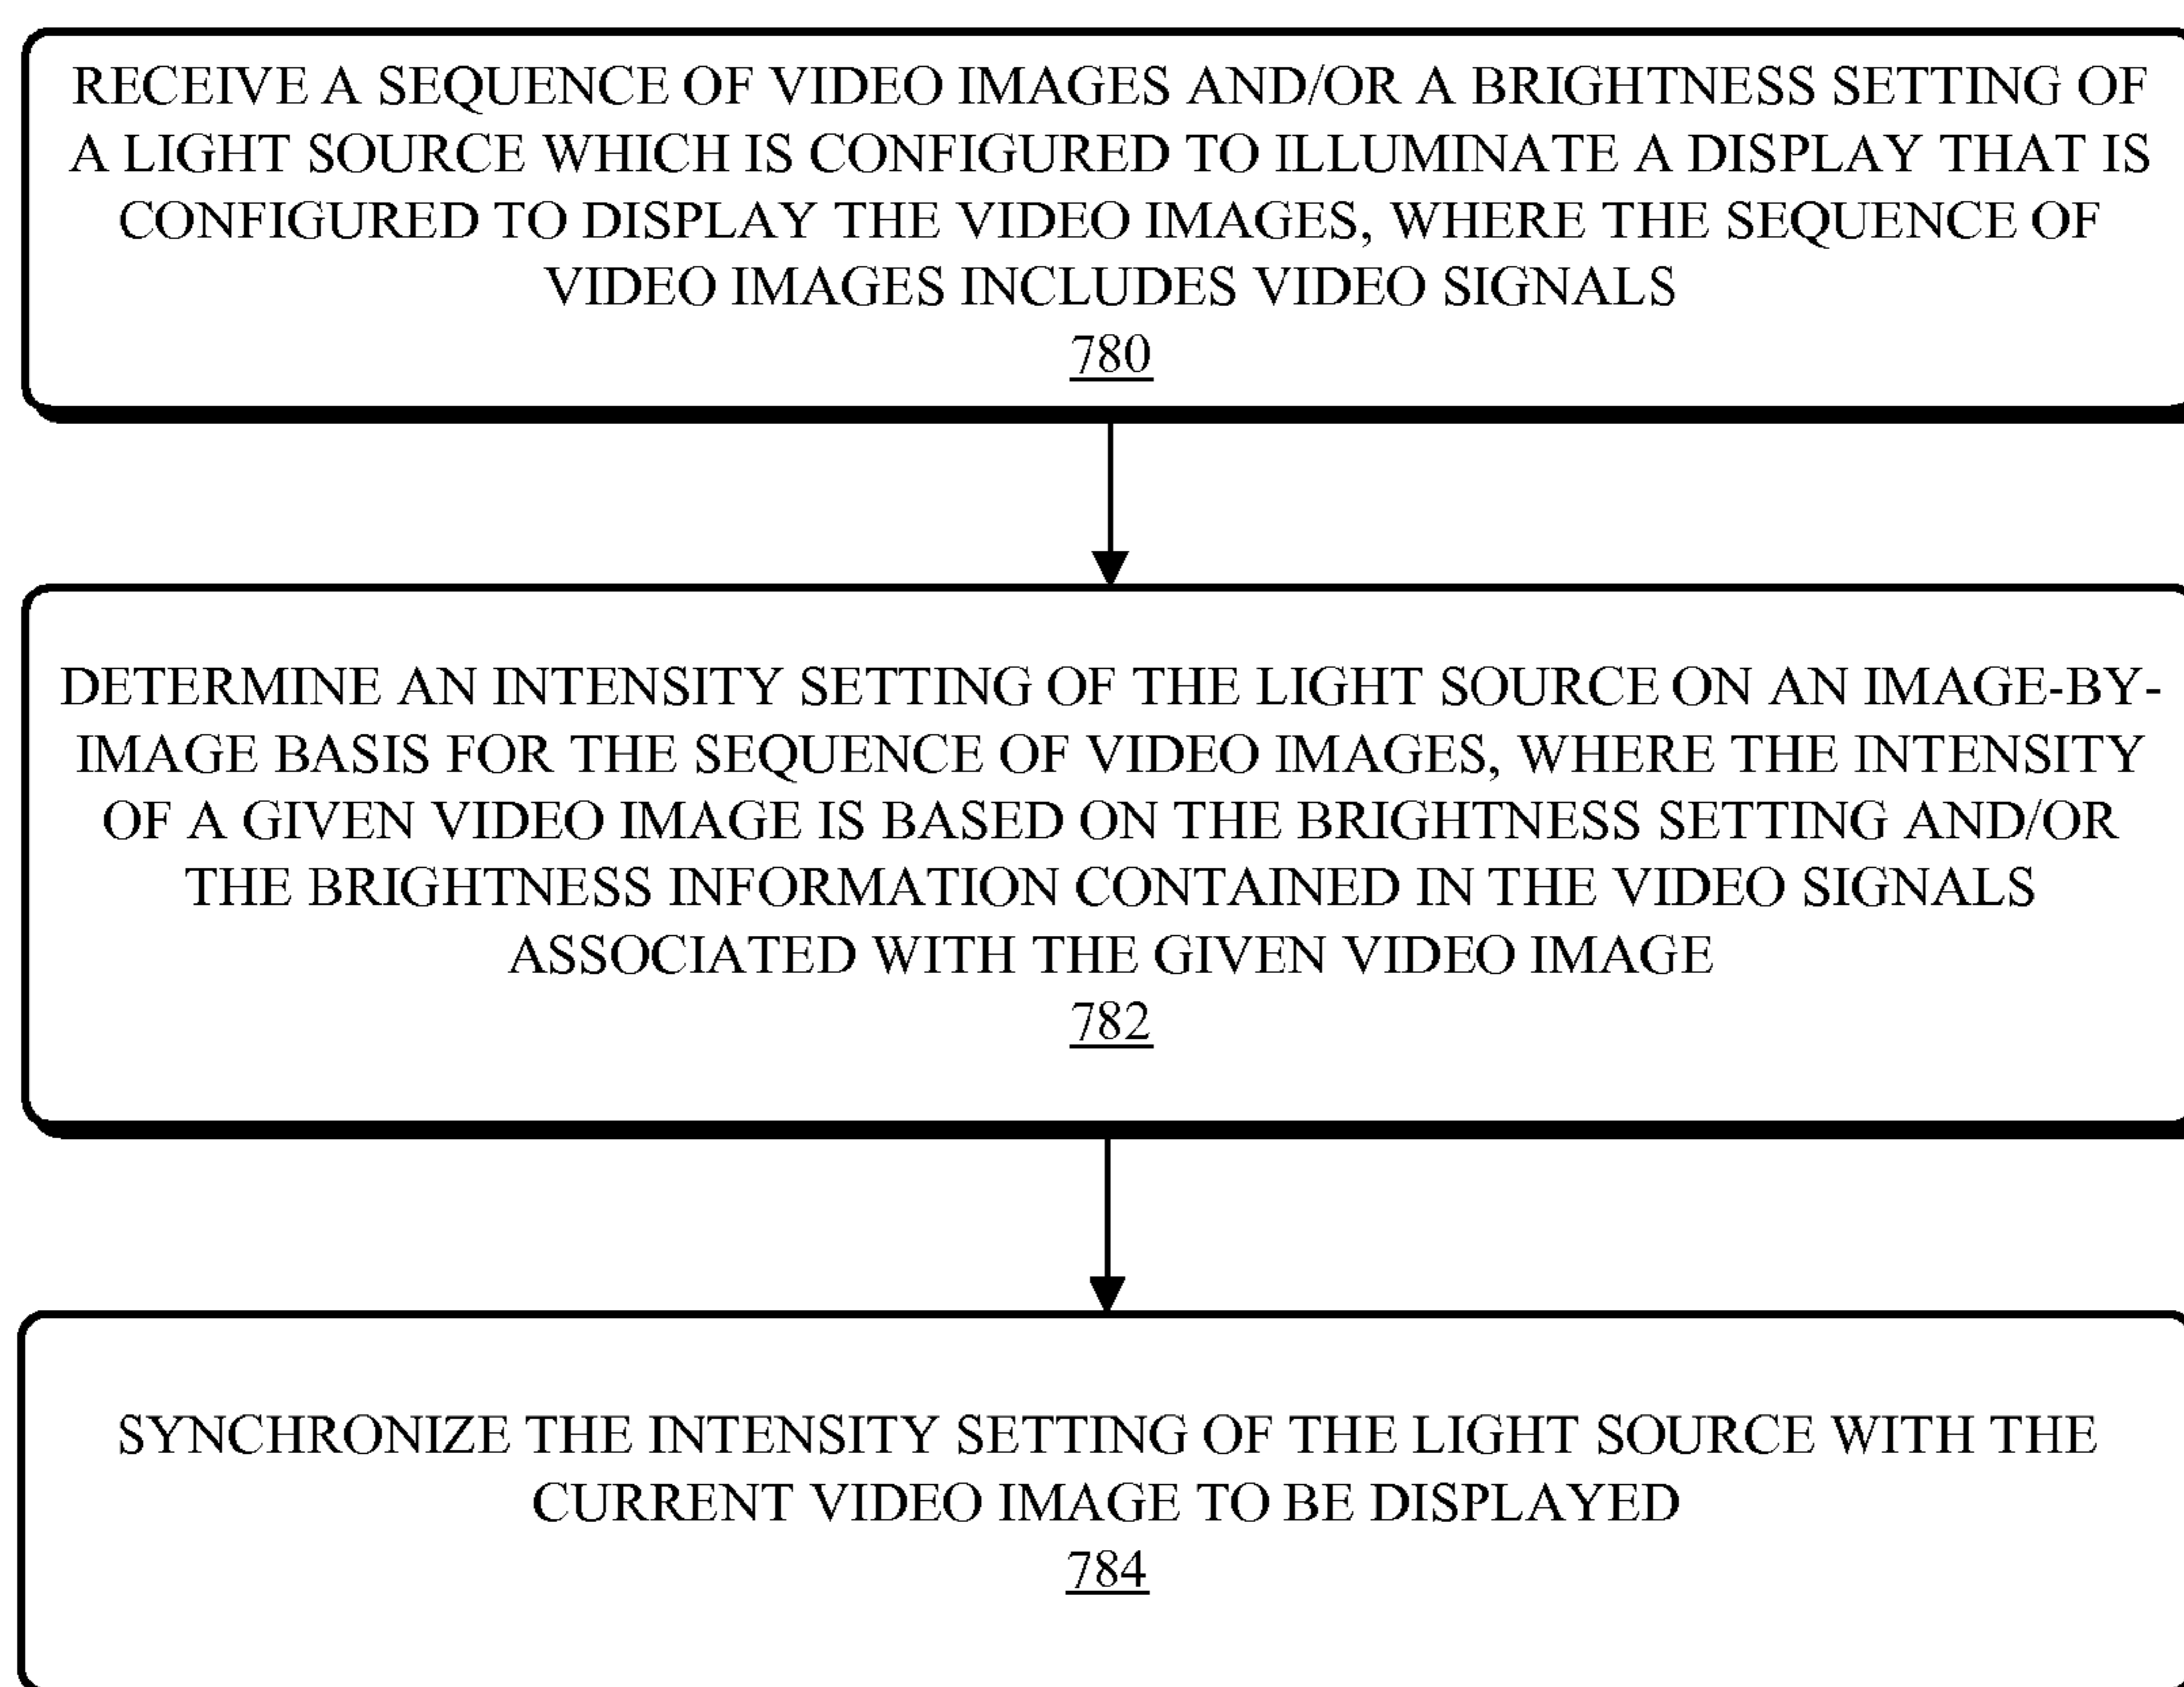 RECEIVE A SEQUENCE OF VIDEO IMAGES AND/OR A BRIGHTNESS SETTING OF
A LIGHT SOURCE WHICH IS CONFIGURED TO ILLUMINATE A DISPLAY THAT IS
CONFIGURED TO DISPLAY THE VIDEO IMAGES, WHERE THE SEQUENCE OF
VIDEO IMAGES INCLUDES VIDEO SIGNALS
780
DETERMINE AN INTENSITY SETTING OF THE LIGHT SOURCE ON AN IMAGE-BY-
IMAGE BASIS FOR THE SEQUENCE OF VIDEO IMAGES, WHERE THE INTENSITY
OF A GIVEN VIDEO IMAGE IS BASED ON THE BRIGHTNESS SETTING AND/OR
THE BRIGHTNESS INFORMATION CONTAINED IN THE VIDEO SIGNALS
ASSOCIATED WITH THE GIVEN VIDEO IMAGE
782
SYNCHRONIZE THE INTENSITY SETTING OF THE LIGHT SOURCE WITH THE
CURRENT VIDEO IMAGE TO BE DISPLAYED
784